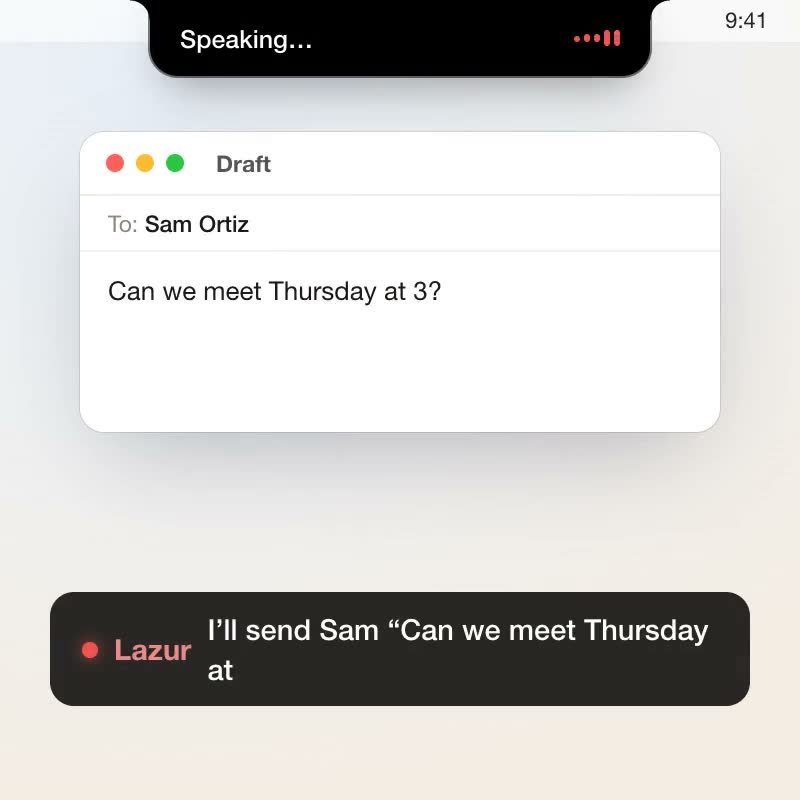 Speaking...
9:41
Draft
To: Sam Ortiz
Can we meet Thursday at 3?
Lazur
I’ll send Sam “Can we meet Thursday
at